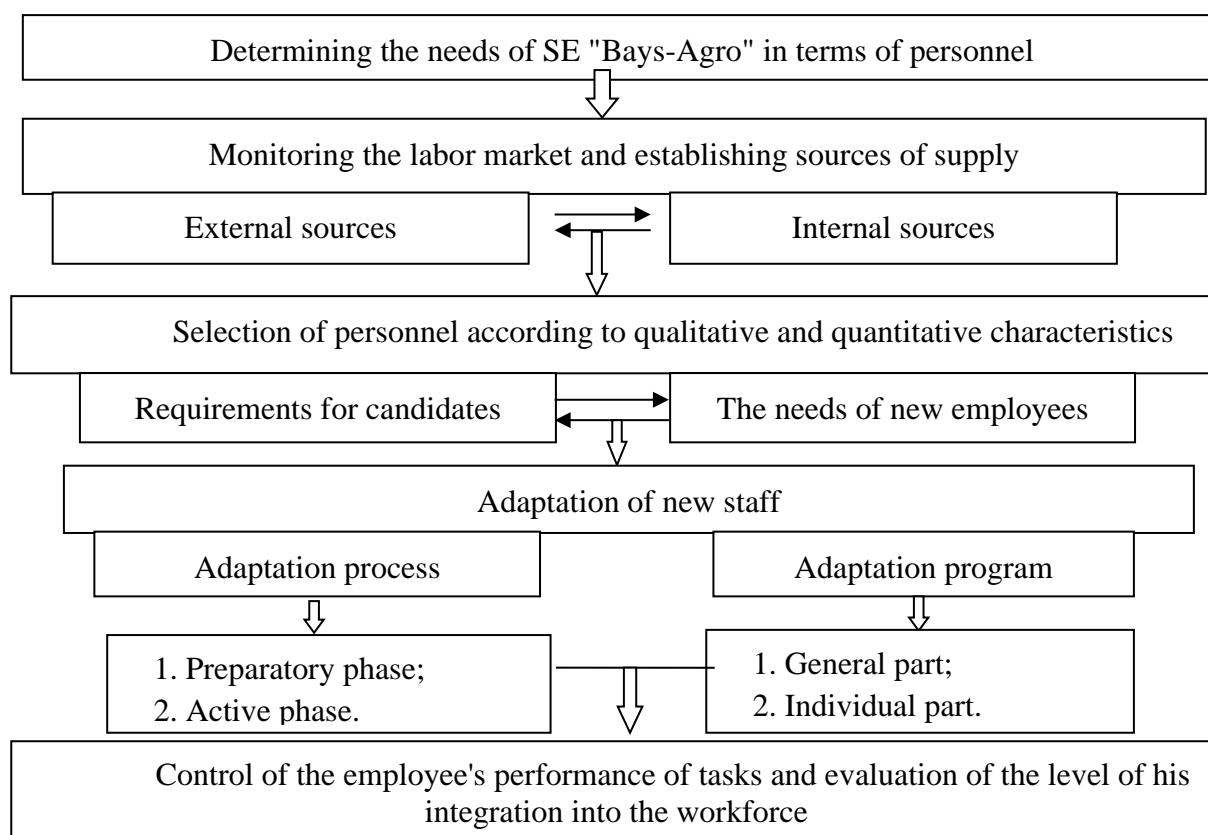 Determining the needs of SE "Bays-Agro" in terms of personnel
Monitoring the labor market and establishing sources of supply
External sources
Internal sources
Selection of personnel according to qualitative and quantitative characteristics
Requirements for candidates
The needs of new employees
Adaptation of new staff
Adaptation process
Adaptation program
1. Preparatory phase;
2. Active phase.
1. General part;
2. Individual part.
Control of the employee's performance of tasks and evaluation of the level of his
integration into the workforce